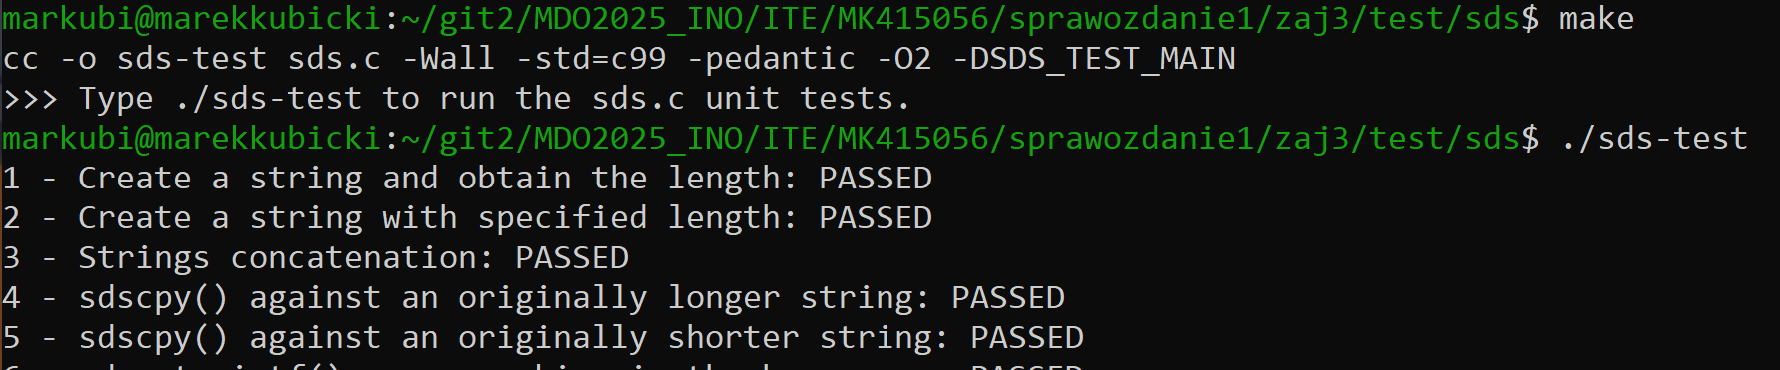 markubi@marekkubicki:~/git2/MDO2025_INO/ITE/MK415056/sprawozdanie1/zaj3/test/sds$ make
cc -o sds-test sds.c -Wall -std=c99 -pedantic -O2 -DSDS_TEST_MAIN
>>> Type ./sds-test to run the sds.c unit tests.
markubi@marekkubicki:~/git2/MDO2025_INO/ITE/MK415056/sprawozdanie1/zaj3/test/sds$ ./sds-test
1 - Create a string and obtain the length: PASSED
2 - Create a string with specified length: PASSED
3 - Strings concatenation: PASSED
4 - sdscpy() against an originally longer string: PASSED
5 - sdscpy() against an originally shorter string: PASSED
PASSED